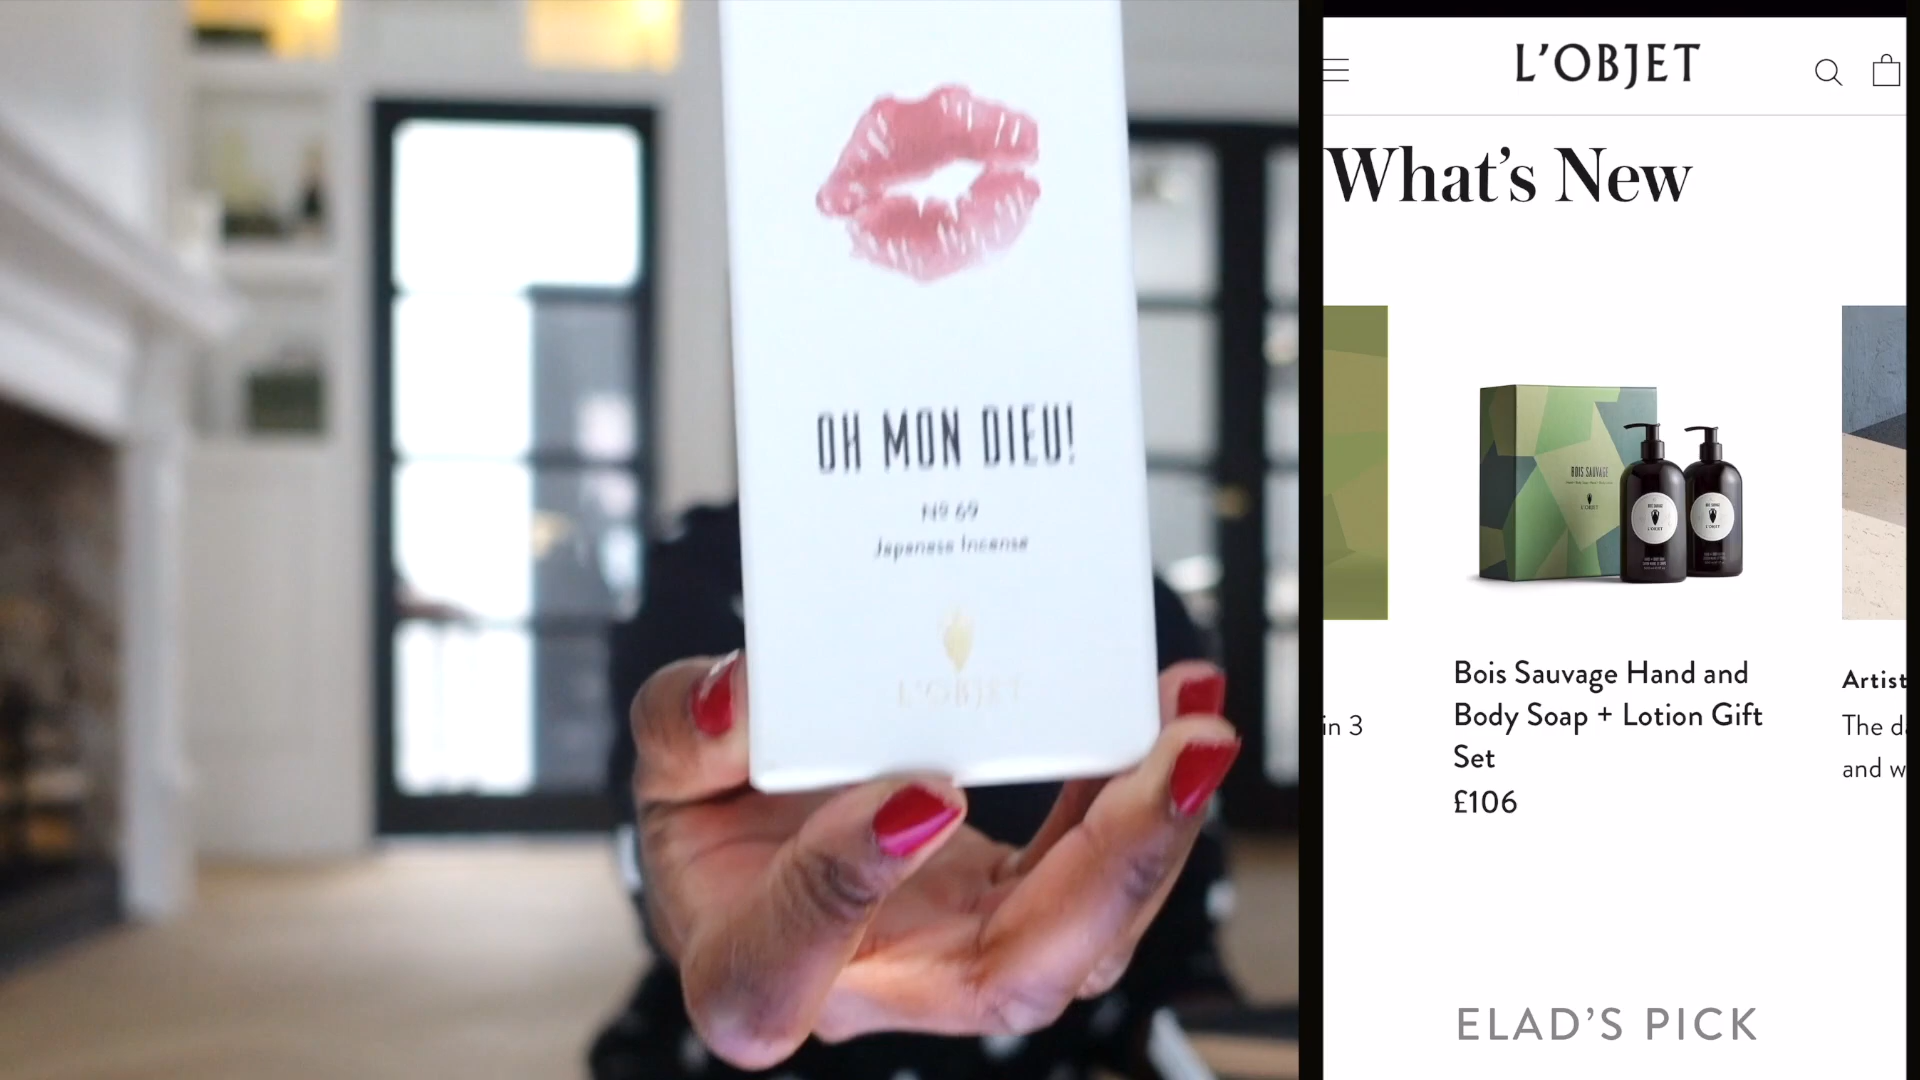 OH MON DIEU!
Nº 69
Japanese Incense
L'OBJET
L'OBJET
What's New
BOIS SAUVAGE
L'OBJET
in 3
Bois Sauvage Hand and
Body Soap + Lotion Gift
Set
£106
Artist
The d
and w
ELAD'S PICK